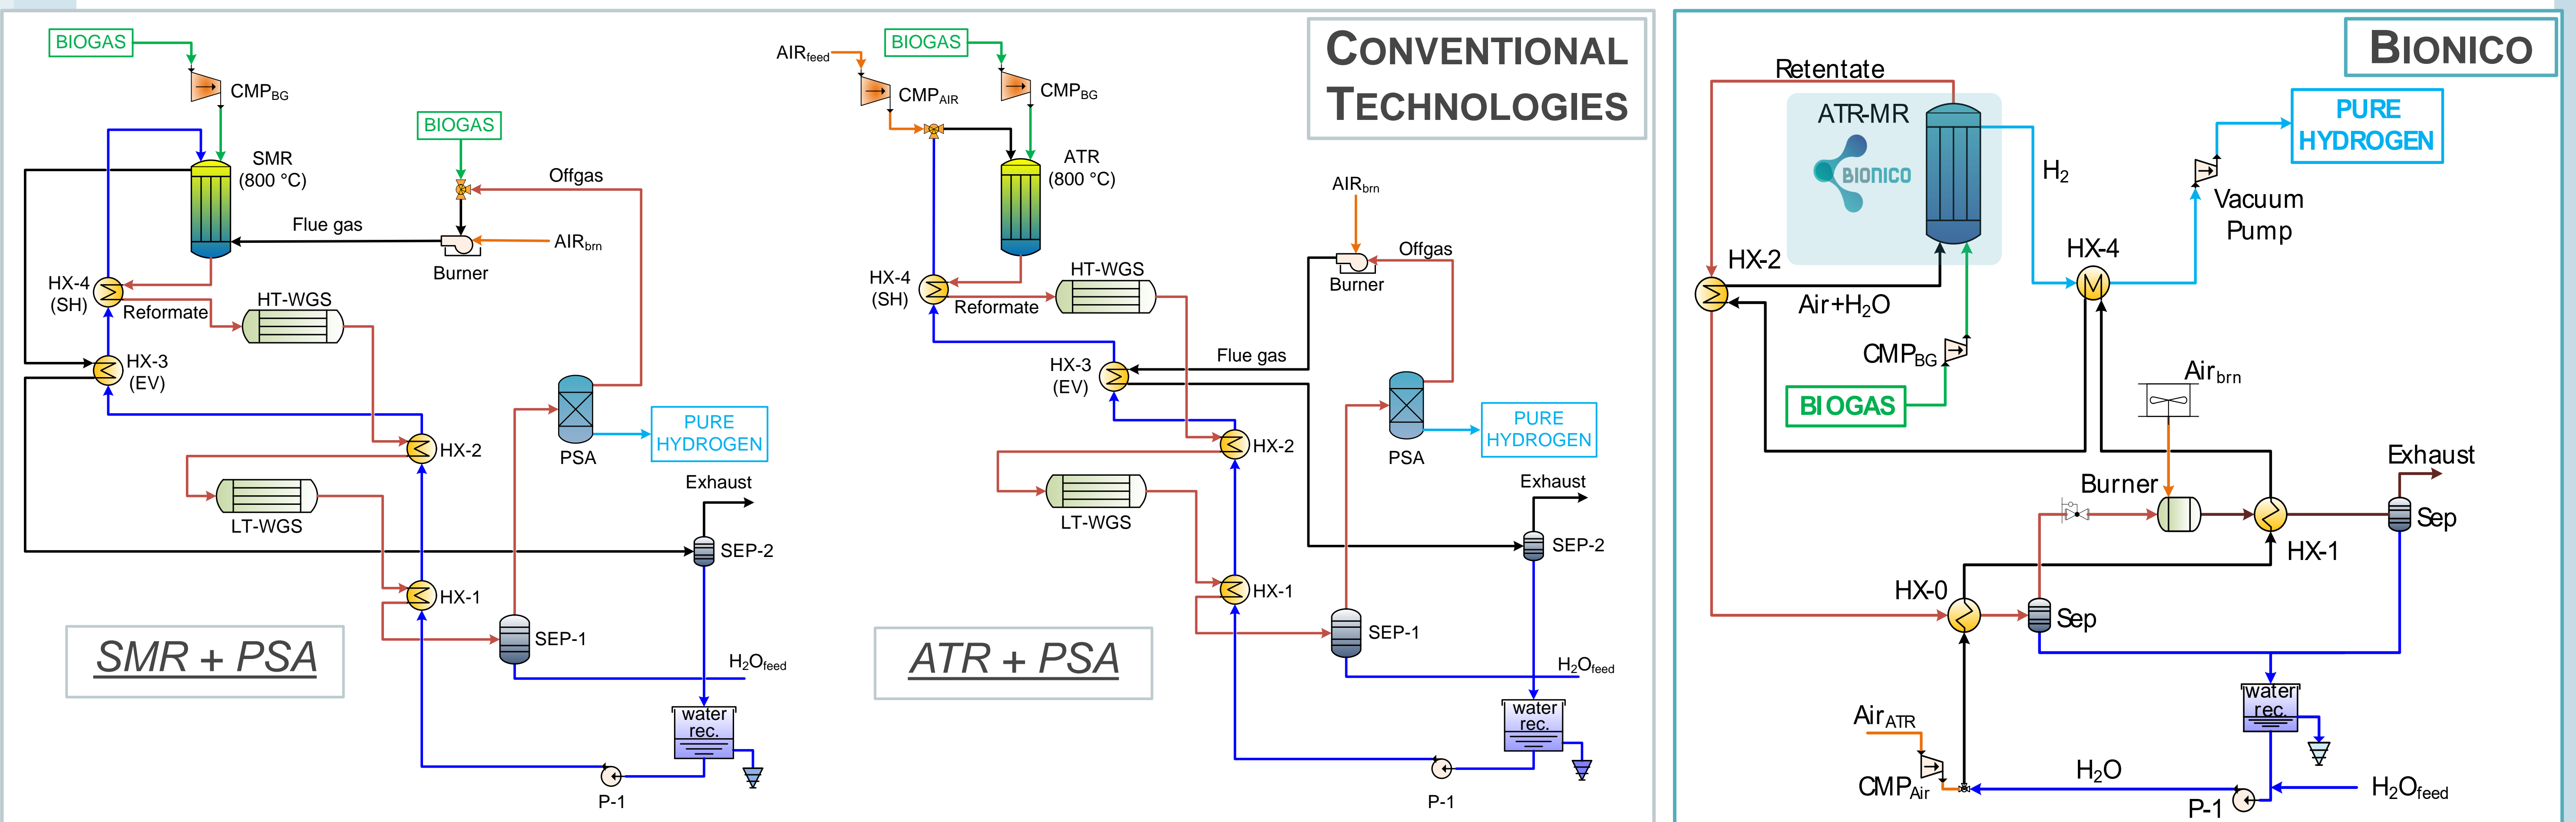 CONVENTIONAL
TECHNOLOGIES
BIOGAS
CMPBG
BIOGAS
SMR
(800 °C)
Offgas
Flue gas
AIRbrn
Burner
HX-4
(SH)
Reformate
HT-WGS
HX-3
(EV)
HX-2
PSA
PURE
HYDROGEN
LT-WGS
Exhaust
SEP-2
HX-1
SEP-1
SMR + PSA
H2Ofeed
water
rec.
P-1
AIRfeed
BIOGAS
CMPAIR
CMPBG
ATR
(800 °C)
AIRbrn
Offgas
Burner
HX-4
(SH)
Reformate
HT-WGS
Flue gas
HX-3
(EV)
HX-2
PSA
PURE
HYDROGEN
LT-WGS
Exhaust
SEP-2
HX-1
SEP-1
ATR + PSA
H2Ofeed
water
rec.
P-1
BIONICO
Retentate
ATR-MR
BIONICO
PURE
HYDROGEN
H2
Vacuum
Pump
HX-2
HX-4
Air+H2O
CMPBG
BIOGAS
Airbrn
Burner
Exhaust
Sep
HX-1
HX-0
Sep
water
rec.
AirATR
CMPAir
H2O
P-1
H2Ofeed